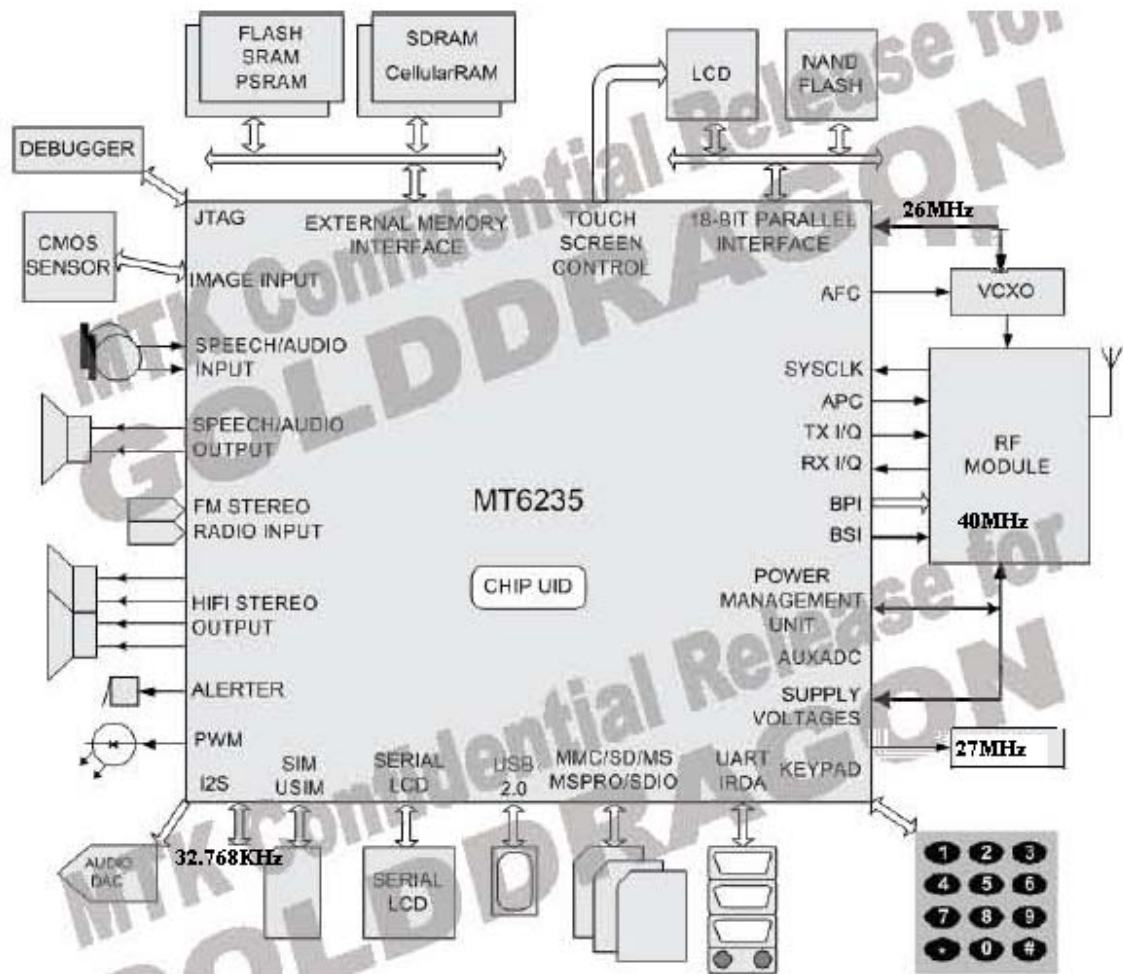 FLASH
SRAM
PSRAM
SDRAM
CellularRAM
LCD
NAND
FLASH
DEBUGGER
JTAG
EXTERNAL MEMORY
INTERFACE
TOUCH
SCREEN
CONTROL
18-BIT PARALLEL
INTERFACE
26MHz
CMOS
SENSOR
IMAGE INPUT
AFC
VCXO
SPEECH/AUDIO
INPUT
SYSCLK
APC
TX I/Q
RX I/Q
BPI
BSI
RF
MODULE
40MHz
SPEECH/AUDIO
OUTPUT
FM STEREO
RADIO INPUT
MT6235
CHIP UID
HIFI STEREO
OUTPUT
POWER
MANAGEMENT
UNIT
AUXADC
SUPPLY
VOLTAGES
27MHz
KEYPAD
ALERTER
PWM
I2S
SIM
USIM
SERIAL
LCD
USB
2.0
MMC/SD/MS
MSPRO/SDIO
UART
IRDA
AUDIO
DAC
32.768KHz
SERIAL
LCD
1 2 3
4 5 6
7 8 9
* 0 #
MTK Confidential Release for
GOLDDRAGON
MTK Confidential Release for
GOLDDRAGON